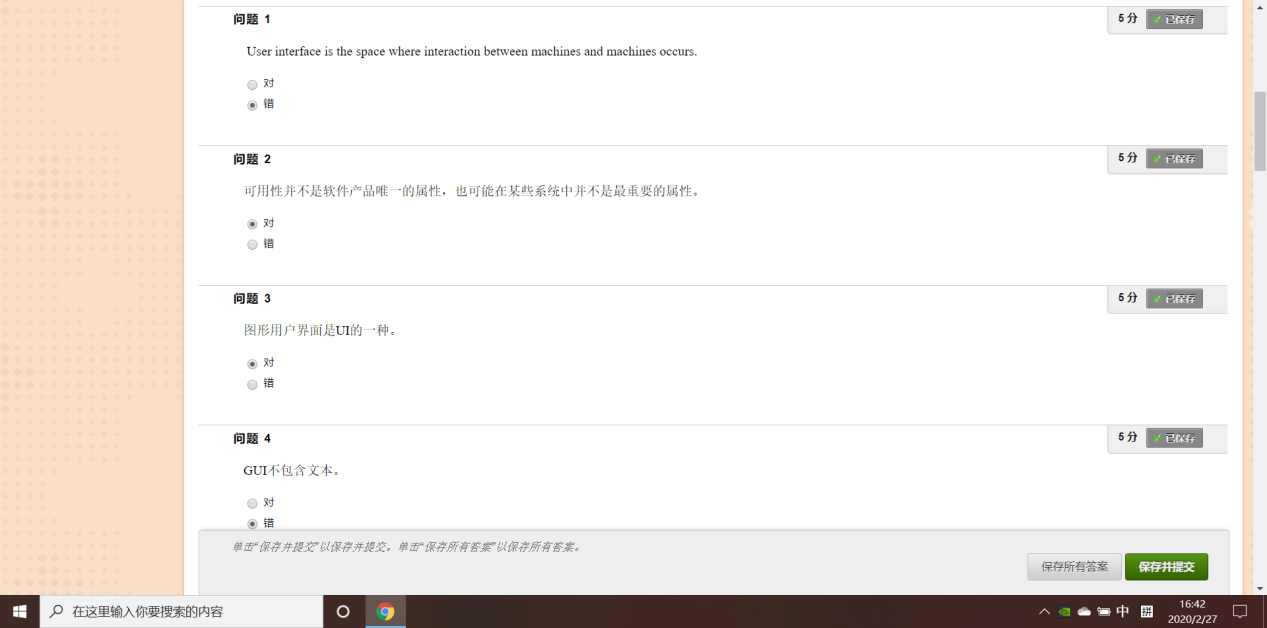 问题 1
5 分
已保存
User interface is the space where interaction between machines and machines occurs.
对
错
问题 2
5 分
已保存
可用性并不是软件产品唯一的属性，也可能在某些系统中并不是最重要的属性。
对
错
问题 3
5 分
已保存
图形用户界面是UI的一种。
对
错
问题 4
5 分
已保存
GUI不包含文本。
对
错
单击“保存并提交”以保存并提交。单击“保存所有答案”以保存所有答案。
保存所有答案
保存并提交
在这里输入你要搜索的内容
中
拼
16:42
2020/2/27